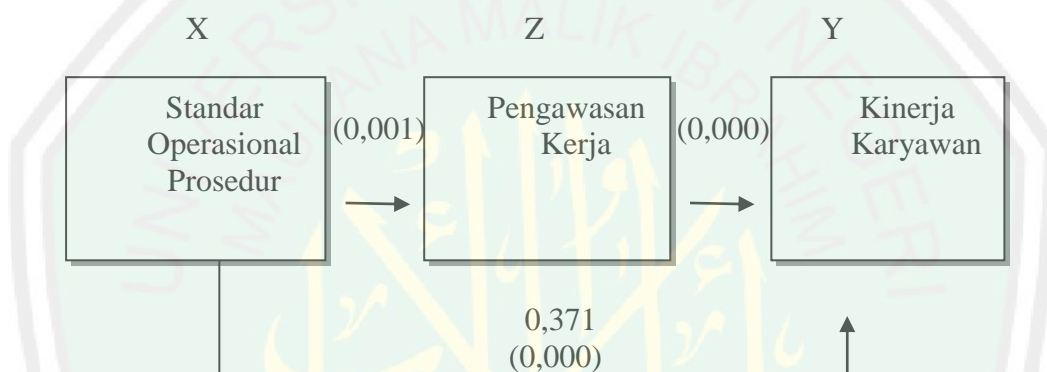 X Z Y
Standar
Operasional
Prosedur
(0,001)
Pengawasan
Kerja
(0,000)
Kinerja
Karyawan
0,371
(0,000)